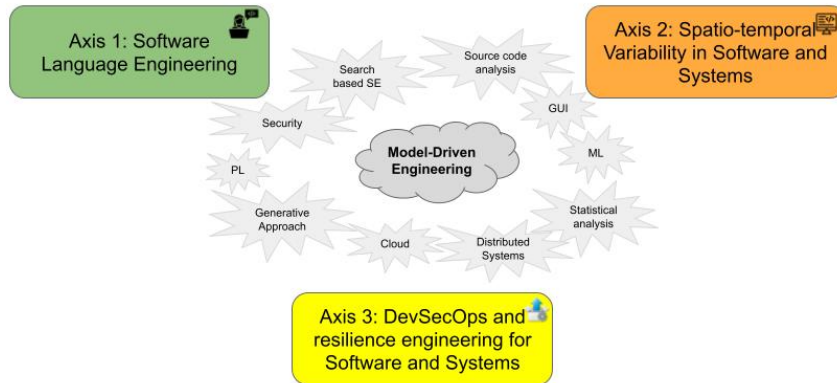 Axis 1: Software
Language Engineering
Axis 2: Spatio-temporal
Variability in Software and
Systems
Search
based SE
Source code
analysis
Security
GUI
Model-Driven
Engineering
PL
ML
Generative
Approach
Statistical
analysis
Cloud
Distributed
Systems
Axis 3: DevSecOps and
resilience engineering for
Software and Systems